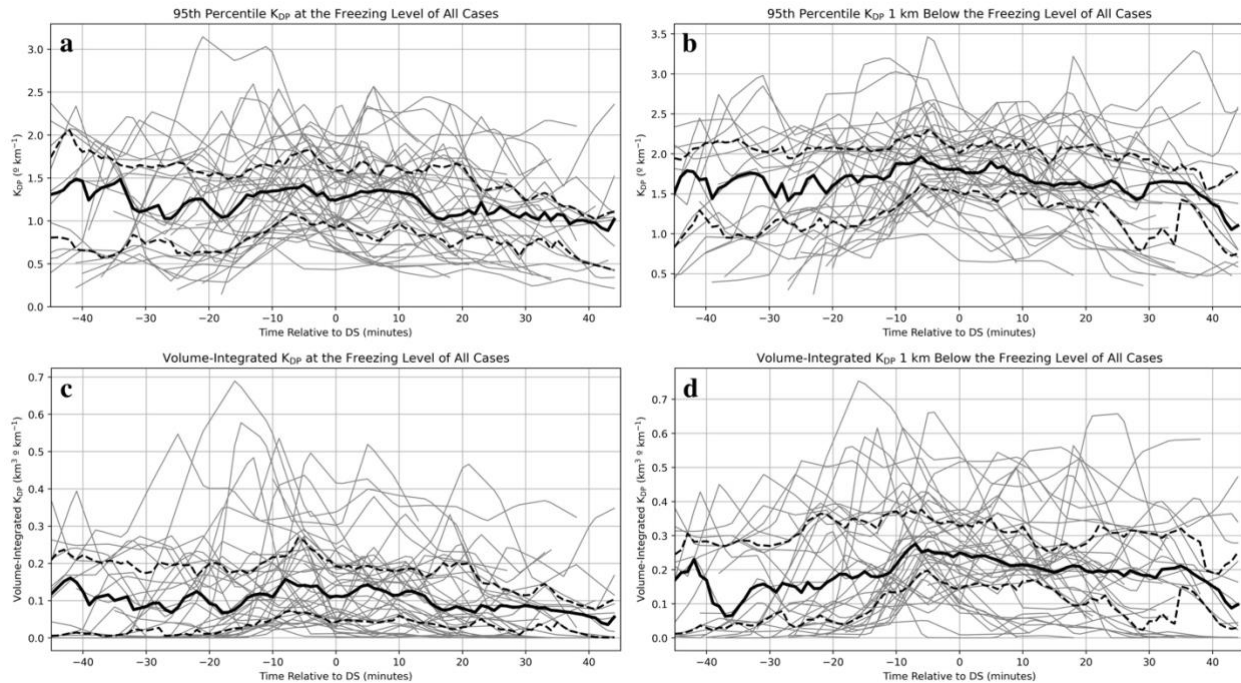 95th Percentile K_DP at the Freezing Level of All Cases
a
K_DP (º km⁻¹)
3.0
2.5
2.0
1.5
1.0
0.5
0.0
−40 −30 −20 −10 0 10 20 30 40
Time Relative to DS (minutes)
95th Percentile K_DP 1 km Below the Freezing Level of All Cases
b
K_DP (º km⁻¹)
3.5
3.0
2.5
2.0
1.5
1.0
0.5
−40 −30 −20 −10 0 10 20 30 40
Time Relative to DS (minutes)
Volume-Integrated K_DP at the Freezing Level of All Cases
c
Volume-Integrated K_DP (km³ º km⁻¹)
0.7
0.6
0.5
0.4
0.3
0.2
0.1
0.0
−40 −30 −20 −10 0 10 20 30 40
Time Relative to DS (minutes)
Volume-Integrated K_DP 1 km Below the Freezing Level of All Cases
d
Volume-Integrated K_DP (km³ º km⁻¹)
0.7
0.6
0.5
0.4
0.3
0.2
0.1
0.0
−40 −30 −20 −10 0 10 20 30 40
Time Relative to DS (minutes)